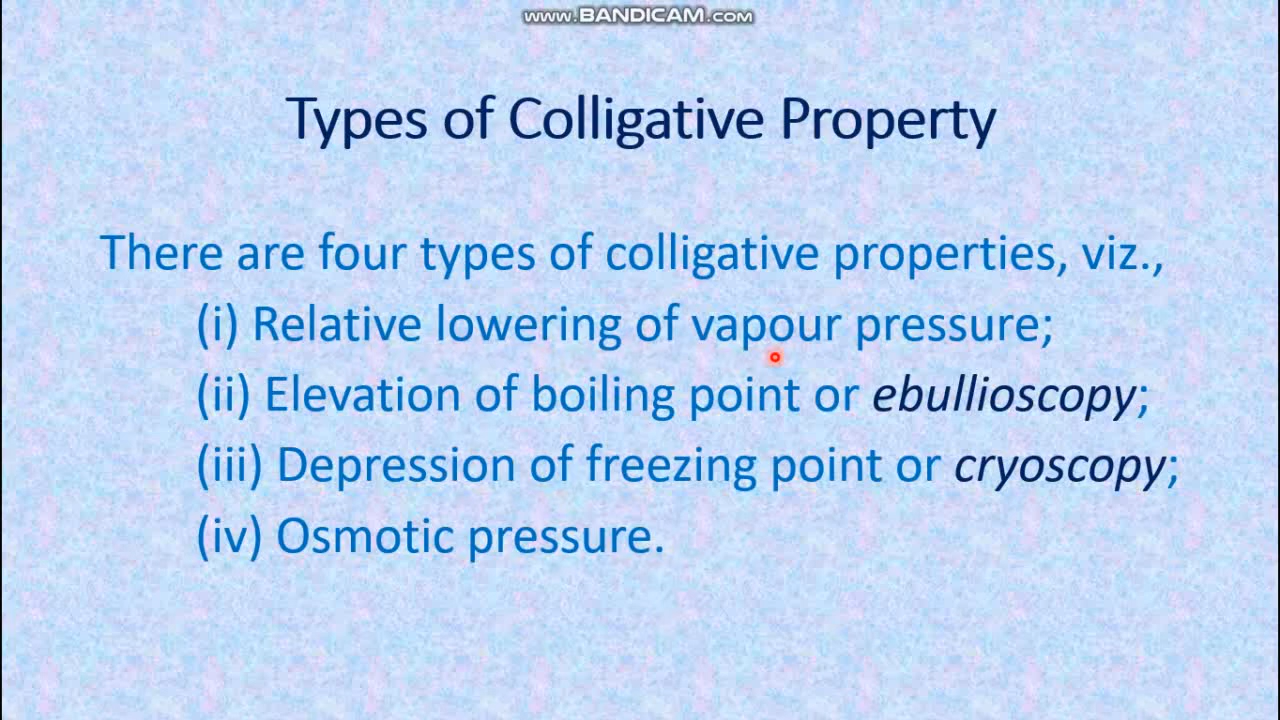 www.BANDICAM.com
Types of Colligative Property
There are four types of colligative properties, viz.,
(i) Relative lowering of vapour pressure;
(ii) Elevation of boiling point or ebullioscopy;
(iii) Depression of freezing point or cryoscopy;
(iv) Osmotic pressure.